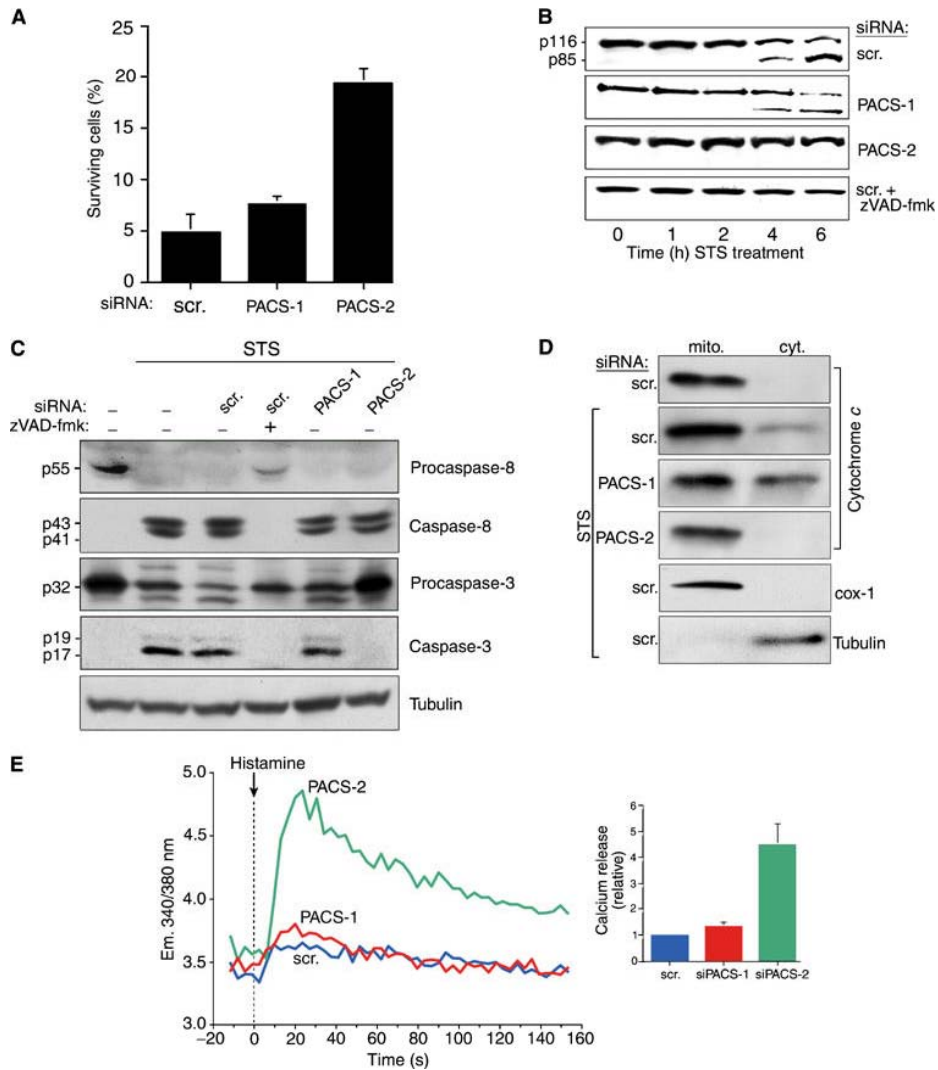 A
Surviving cells (%)
25
20
15
10
5
0
siRNA: scr. PACS-1 PACS-2
B
siRNA:
p116
p85
scr.
PACS-1
PACS-2
scr. +
zVAD-fmk
0 1 2 4 6
Time (h) STS treatment
C
STS
siRNA: – – scr. scr. PACS-1 PACS-2
zVAD-fmk: – – – + – –
p55 Procaspase-8
p43 Caspase-8
p41
p32 Procaspase-3
p19 Caspase-3
p17
Tubulin
D
mito. cyt.
siRNA:
scr.
scr.
PACS-1
PACS-2
scr.
scr.
STS
Cytochrome c
cox-1
Tubulin
E
Histamine
PACS-2
PACS-1
scr.
Em. 340/380 nm
5.0
4.5
4.0
3.5
3.0
–20 0 20 40 60 80 100 120 140 160
Time (s)
Calcium release
(relative)
6
5
4
3
2
1
0
scr. siPACS-1 siPACS-2